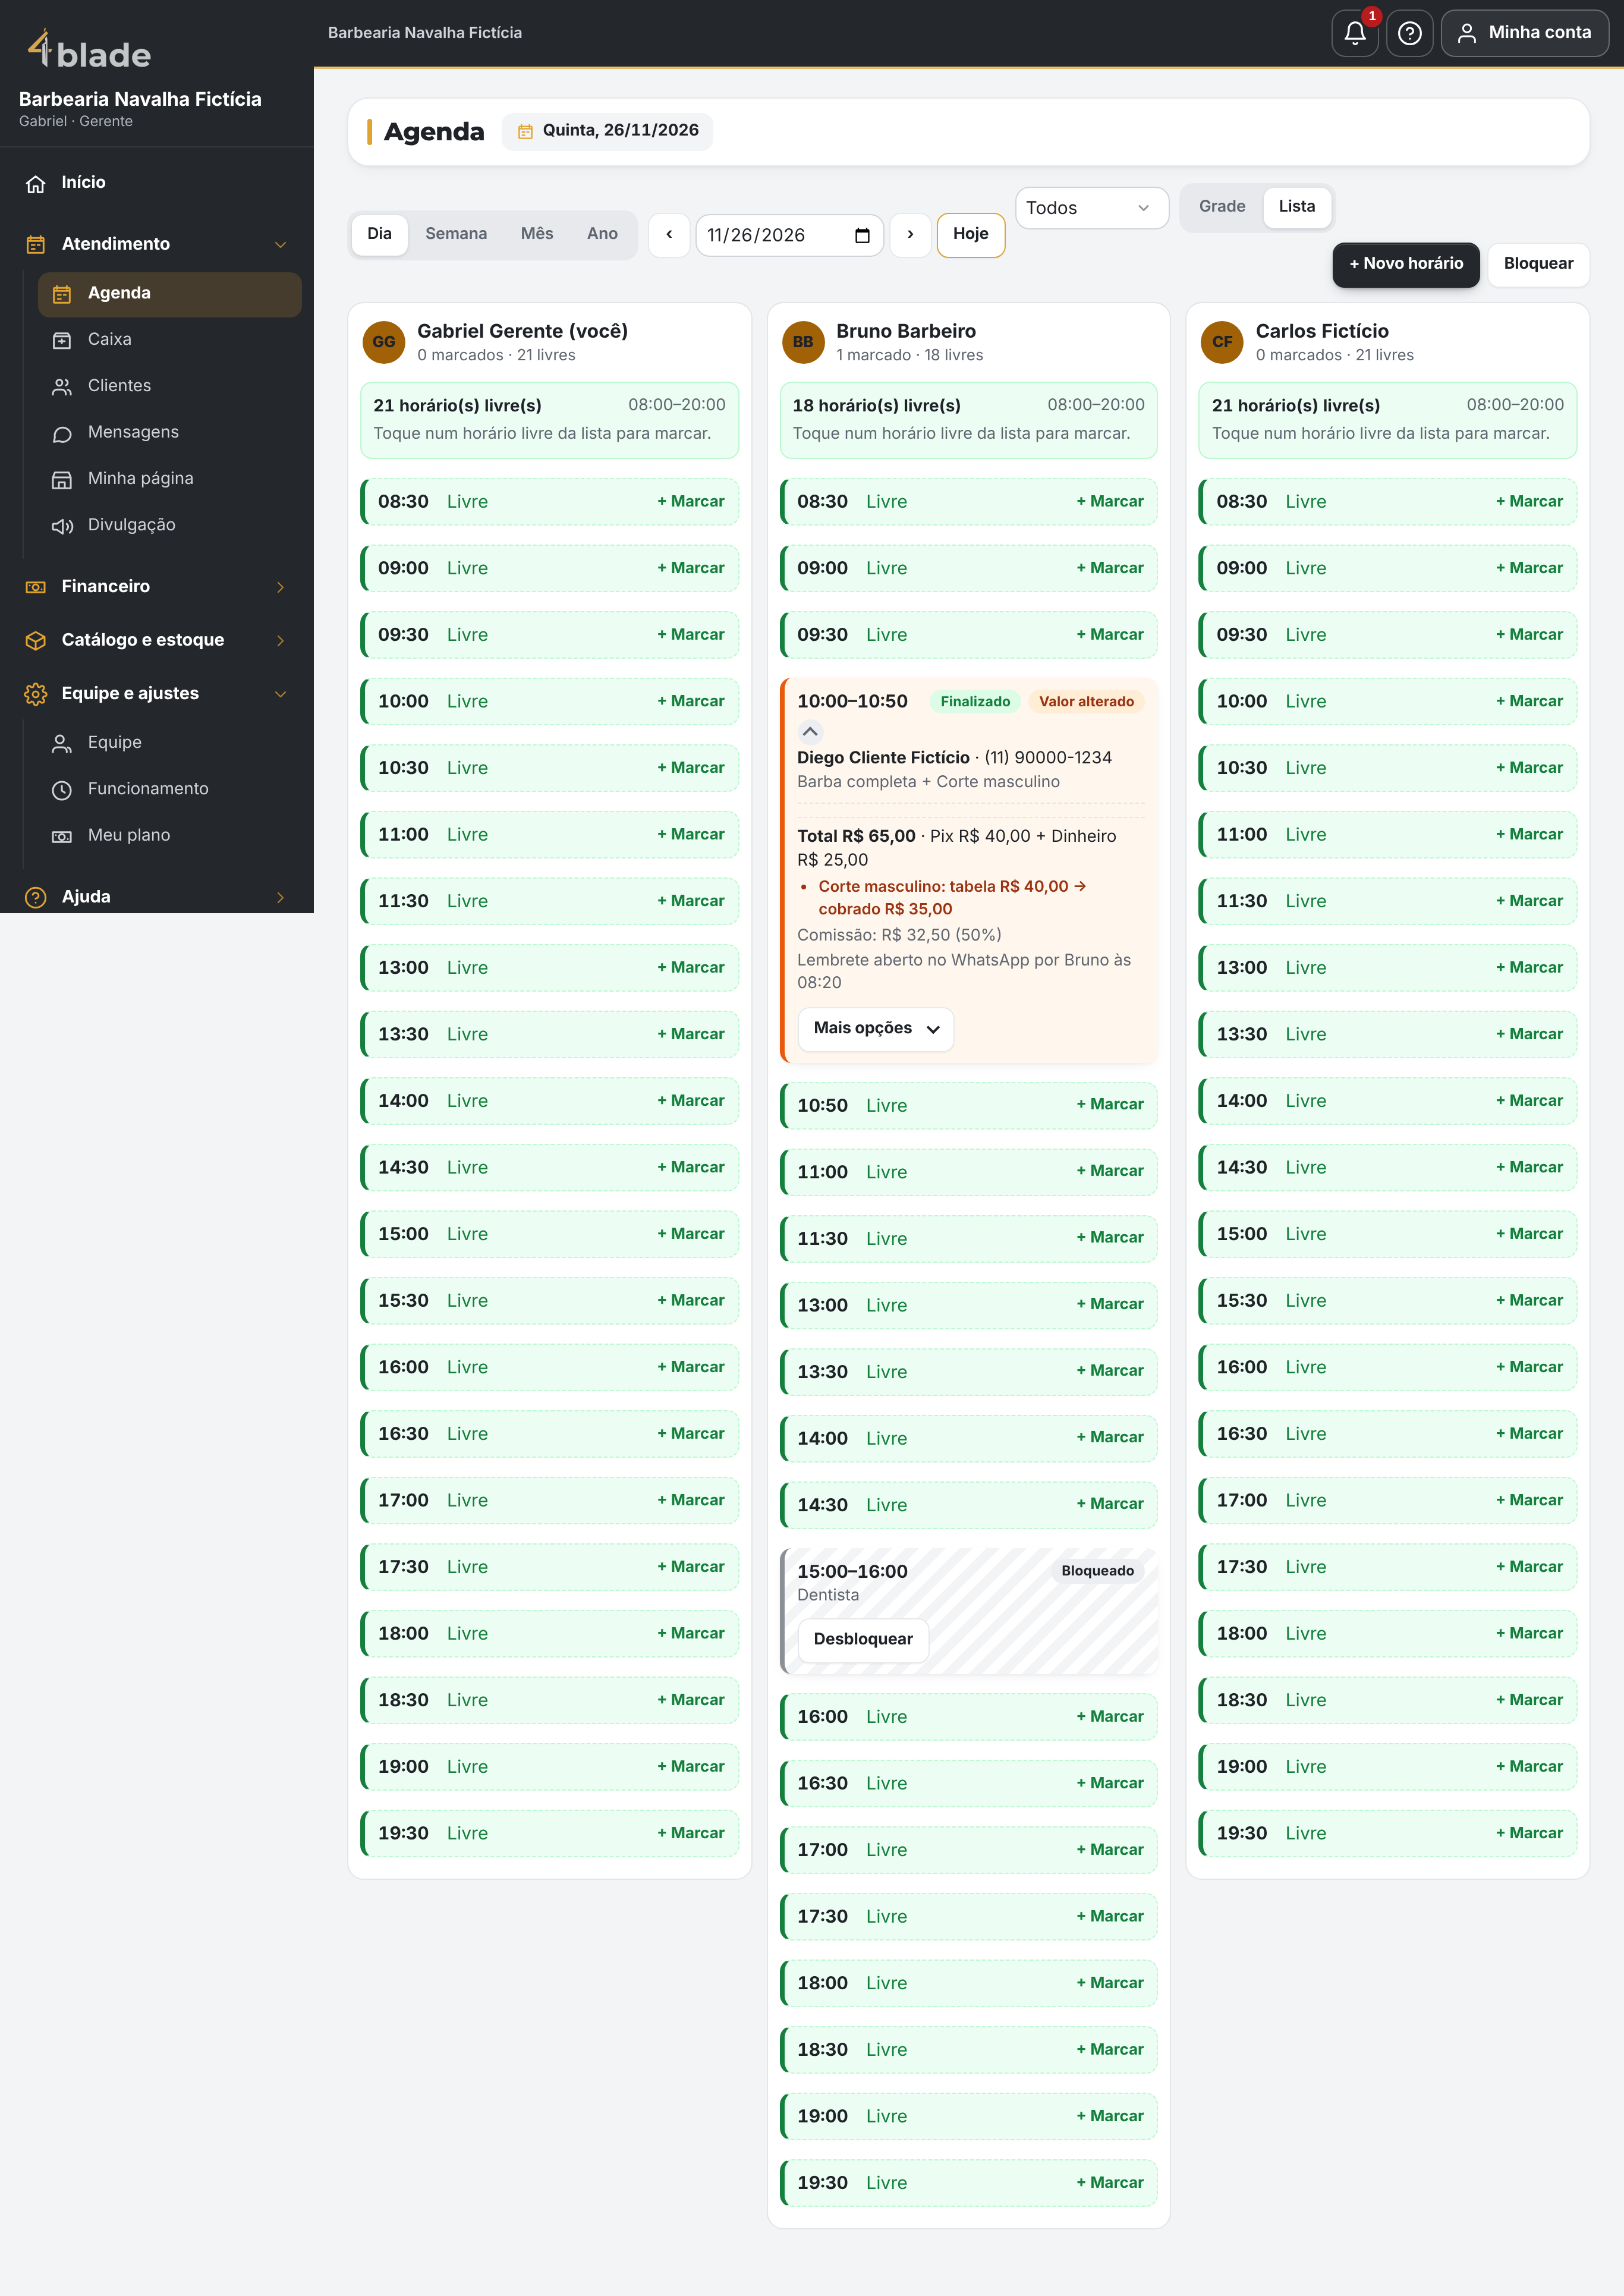 4blade
Barbearia Navalha Fictícia
Gabriel · Gerente
Início
Atendimento
Agenda
Caixa
Clientes
Mensagens
Minha página
Divulgação
Financeiro
Catálogo e estoque
Equipe e ajustes
Equipe
Funcionamento
Meu plano
Ajuda
Barbearia Navalha Fictícia
1
Minha conta
Agenda
Quinta, 26/11/2026
Dia Semana Mês Ano
‹ 11/26/2026 › Hoje
Todos
Grade Lista
+ Novo horário
Bloquear
GG
Gabriel Gerente (você)
0 marcados · 21 livres
21 horário(s) livre(s) 08:00–20:00
Toque num horário livre da lista para marcar.
08:30 Livre + Marcar
09:00 Livre + Marcar
09:30 Livre + Marcar
10:00 Livre + Marcar
10:30 Livre + Marcar
11:00 Livre + Marcar
11:30 Livre + Marcar
13:00 Livre + Marcar
13:30 Livre + Marcar
14:00 Livre + Marcar
14:30 Livre + Marcar
15:00 Livre + Marcar
15:30 Livre + Marcar
16:00 Livre + Marcar
16:30 Livre + Marcar
17:00 Livre + Marcar
17:30 Livre + Marcar
18:00 Livre + Marcar
18:30 Livre + Marcar
19:00 Livre + Marcar
19:30 Livre + Marcar
BB
Bruno Barbeiro
1 marcado · 18 livres
18 horário(s) livre(s) 08:00–20:00
Toque num horário livre da lista para marcar.
08:30 Livre + Marcar
09:00 Livre + Marcar
09:30 Livre + Marcar
10:00–10:50 Finalizado Valor alterado
Diego Cliente Fictício · (11) 90000-1234
Barba completa + Corte masculino
Total R$ 65,00 · Pix R$ 40,00 + Dinheiro
R$ 25,00
• Corte masculino: tabela R$ 40,00 →
cobrado R$ 35,00
Comissão: R$ 32,50 (50%)
Lembrete aberto no WhatsApp por Bruno às
08:20
Mais opções
10:50 Livre + Marcar
11:00 Livre + Marcar
11:30 Livre + Marcar
13:00 Livre + Marcar
13:30 Livre + Marcar
14:00 Livre + Marcar
14:30 Livre + Marcar
15:00–16:00 Bloqueado
Dentista
Desbloquear
16:00 Livre + Marcar
16:30 Livre + Marcar
17:00 Livre + Marcar
17:30 Livre + Marcar
18:00 Livre + Marcar
18:30 Livre + Marcar
19:00 Livre + Marcar
19:30 Livre + Marcar
CF
Carlos Fictício
0 marcados · 21 livres
21 horário(s) livre(s) 08:00–20:00
Toque num horário livre da lista para marcar.
08:30 Livre + Marcar
09:00 Livre + Marcar
09:30 Livre + Marcar
10:00 Livre + Marcar
10:30 Livre + Marcar
11:00 Livre + Marcar
11:30 Livre + Marcar
13:00 Livre + Marcar
13:30 Livre + Marcar
14:00 Livre + Marcar
14:30 Livre + Marcar
15:00 Livre + Marcar
15:30 Livre + Marcar
16:00 Livre + Marcar
16:30 Livre + Marcar
17:00 Livre + Marcar
17:30 Livre + Marcar
18:00 Livre + Marcar
18:30 Livre + Marcar
19:00 Livre + Marcar
19:30 Livre + Marcar